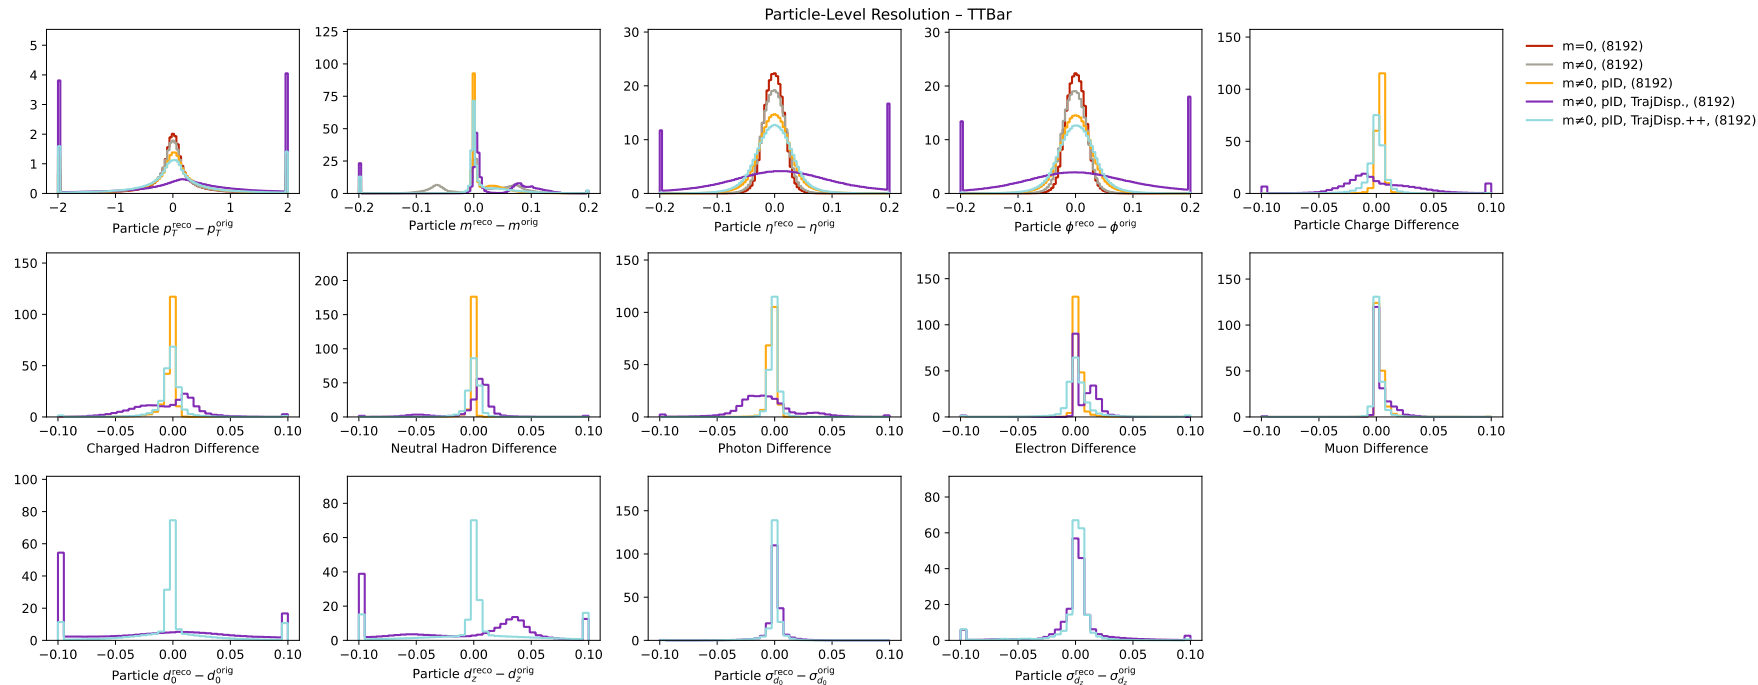 Particle-Level Resolution – TTBar
5
4
3
2
1
0
−2 −1 0 1 2
Particle p_T^reco − p_T^orig
125
100
75
50
25
0
−0.2 −0.1 0.0 0.1 0.2
Particle m^reco − m^orig
30
20
10
0
−0.2 −0.1 0.0 0.1 0.2
Particle η^reco − η^orig
30
20
10
0
−0.2 −0.1 0.0 0.1 0.2
Particle ϕ^reco − ϕ^orig
150
100
50
0
−0.10 −0.05 0.00 0.05 0.10
Particle Charge Difference
m=0, (8192)
m≠0, (8192)
m≠0, pID, (8192)
m≠0, pID, TrajDisp., (8192)
m≠0, pID, TrajDisp.++, (8192)
150
100
50
0
−0.10 −0.05 0.00 0.05 0.10
Charged Hadron Difference
200
150
100
50
0
−0.10 −0.05 0.00 0.05 0.10
Neutral Hadron Difference
150
100
50
0
−0.10 −0.05 0.00 0.05 0.10
Photon Difference
150
100
50
0
−0.10 −0.05 0.00 0.05 0.10
Electron Difference
150
100
50
0
−0.10 −0.05 0.00 0.05 0.10
Muon Difference
100
80
60
40
20
0
−0.10 −0.05 0.00 0.05 0.10
Particle d_0^reco − d_0^orig
80
60
40
20
0
−0.10 −0.05 0.00 0.05 0.10
Particle d_z^reco − d_z^orig
150
100
50
0
−0.10 −0.05 0.00 0.05 0.10
Particle σ_{d_0}^reco − σ_{d_0}^orig
80
60
40
20
0
−0.10 −0.05 0.00 0.05 0.10
Particle σ_{d_z}^reco − σ_{d_z}^orig